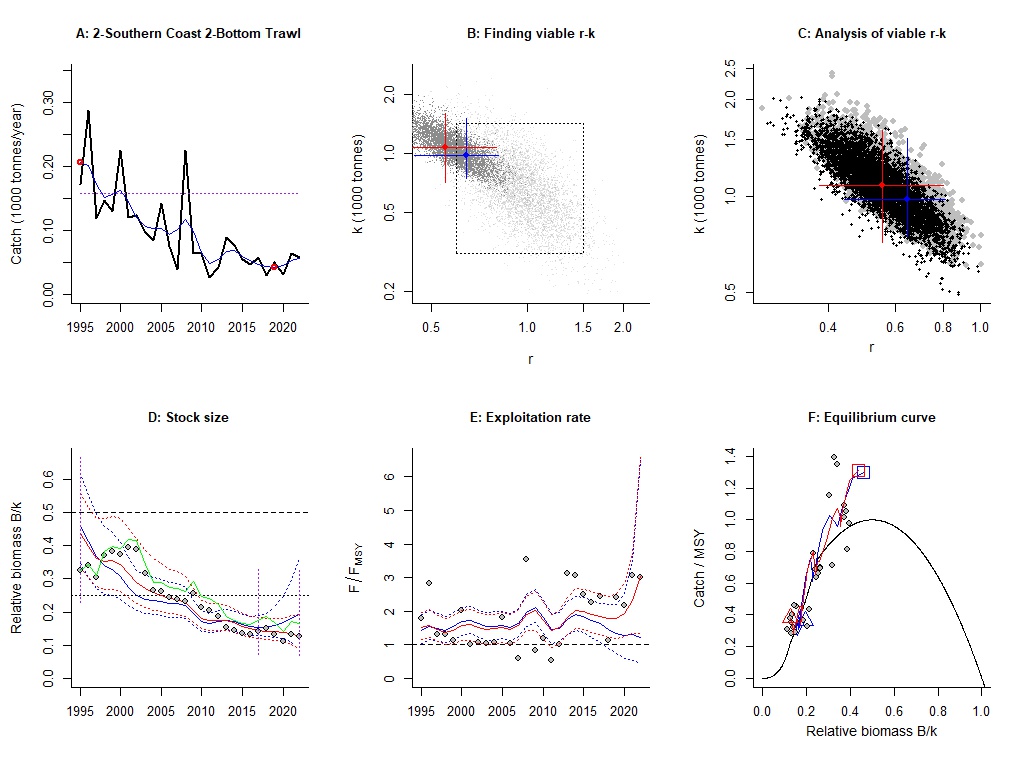 A: 2-Southern Coast 2-Bottom Trawl
Catch (1000 tonnes/year)
0.00 0.10 0.20 0.30
1995 2000 2005 2010 2015 2020
B: Finding viable r-k
k (1000 tonnes)
0.2 0.5 1.0 2.0
0.5 1.0 1.5 2.0
r
C: Analysis of viable r-k
k (1000 tonnes)
0.5 1.0 1.5 2.0 2.5
0.4 0.6 0.8 1.0
r
D: Stock size
Relative biomass B/k
0.0 0.1 0.2 0.3 0.4 0.5 0.6
1995 2000 2005 2010 2015 2020
E: Exploitation rate
F / FMSY
0 1 2 3 4 5 6
1995 2000 2005 2010 2015 2020
F: Equilibrium curve
Catch / MSY
0.0 0.2 0.4 0.6 0.8 1.0 1.2 1.4
0.0 0.2 0.4 0.6 0.8 1.0
Relative biomass B/k